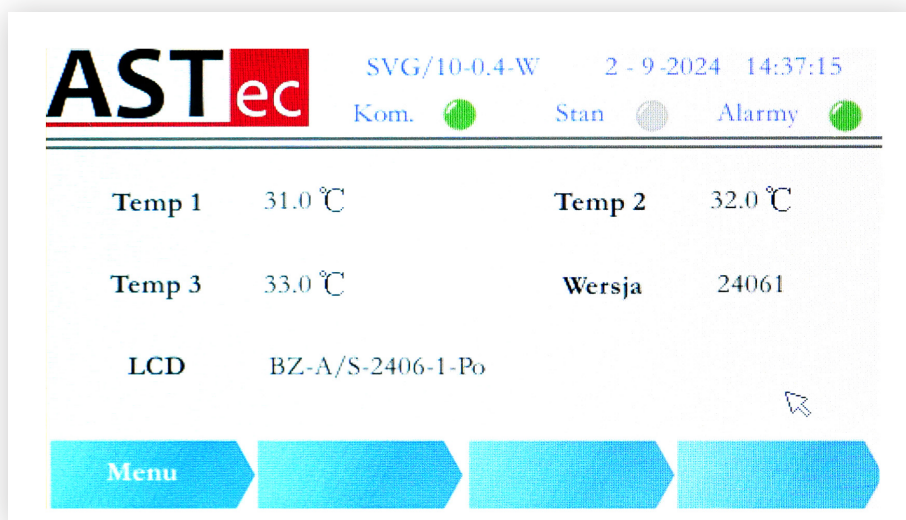 ASTec SVG/10-0.4-W 2-9-2024 14:37:15
Kom. Stan Alarmy
Temp 1 31.0 ℃ Temp 2 32.0 ℃
Temp 3 33.0 ℃ Wersja 24061
LCD BZ-A/S-2406-1-Po
Menu